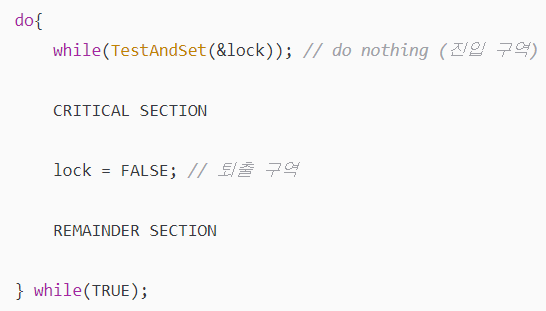 do{
while(TestAndSet(&lock)); // do nothing (진입 구역)
CRITICAL SECTION
lock = FALSE; // 퇴출 구역
REMAINDER SECTION
} while(TRUE);